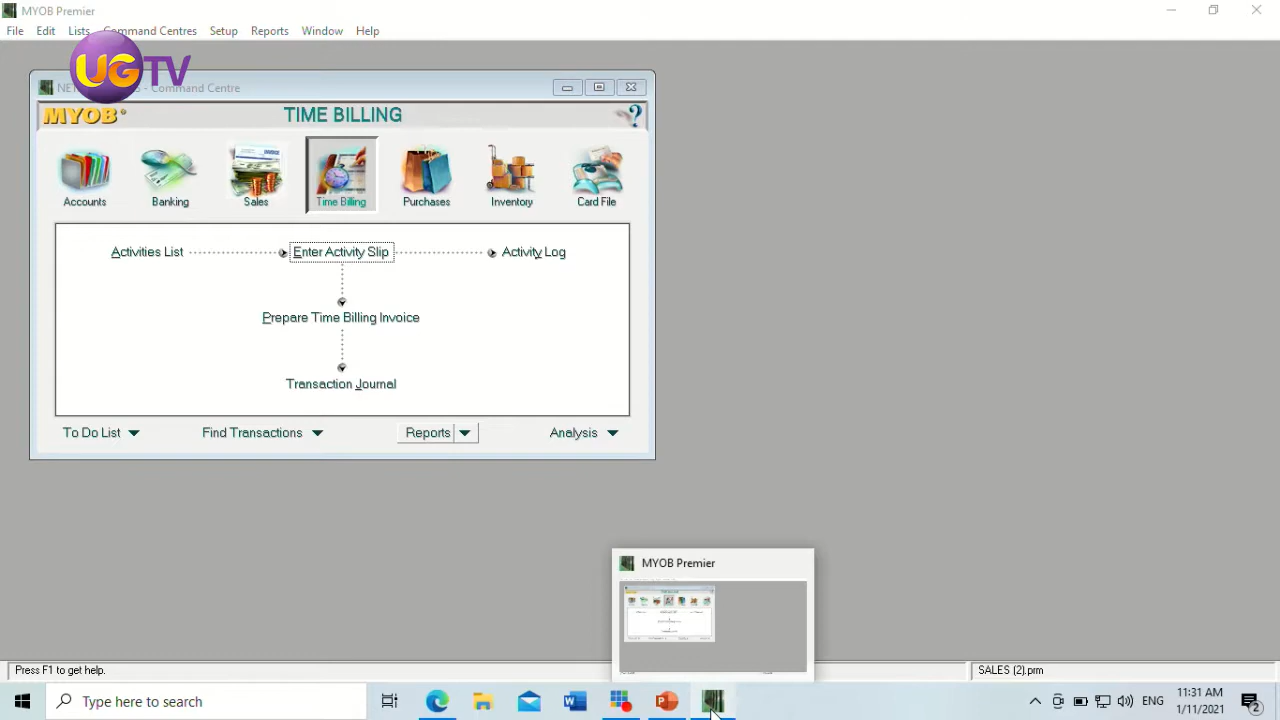 MYOB Premier
File Edit Lists Command Centres Setup Reports Window Help
UGTV
- Command Centre
MYOB TIME BILLING ?
Accounts Banking Sales Time Billing Purchases Inventory Card File
Activities List Enter Activity Slip Activity Log
Prepare Time Billing Invoice
Transaction Journal
To Do List Find Transactions Reports Analysis
MYOB Premier
Press F1 to get help. SALES (2).prm
Type here to search
ENG
11:31 AM
1/11/2021
2